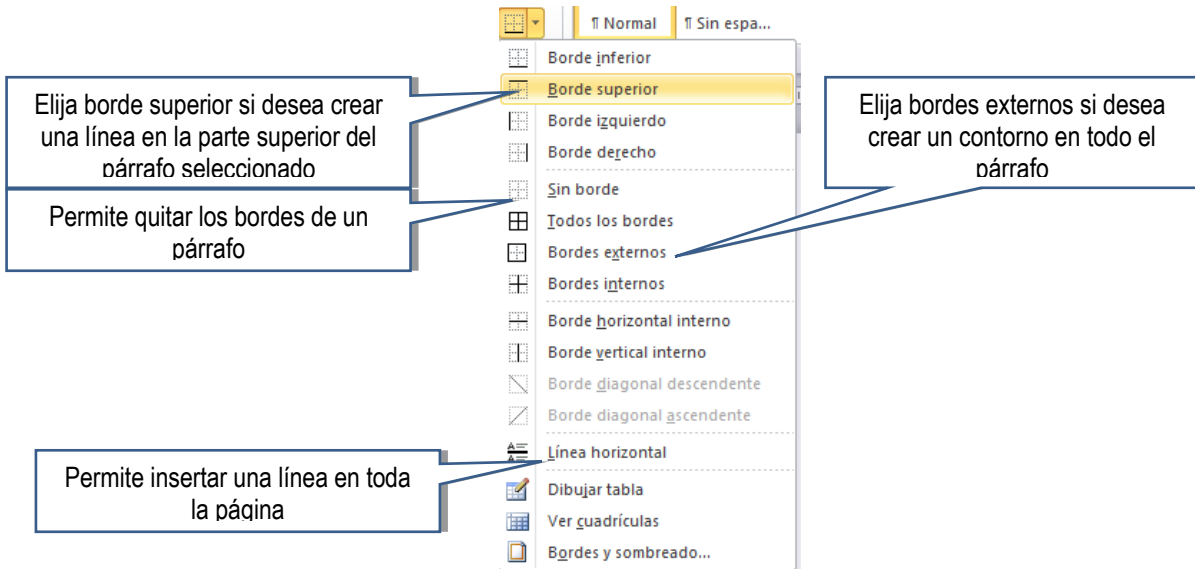 ¶ Normal ¶ Sin espa...
Borde inferior
Borde superior
Borde izquierdo
Borde derecho
Sin borde
Todos los bordes
Bordes externos
Bordes internos
Borde horizontal interno
Borde vertical interno
Borde diagonal descendente
Borde diagonal ascendente
Línea horizontal
Dibujar tabla
Ver cuadrículas
Bordes y sombreado...
Elija borde superior si desea crear
una línea en la parte superior del
párrafo seleccionado
Permite quitar los bordes de un
párrafo
Permite insertar una línea en toda
la página
Elija bordes externos si desea
crear un contorno en todo el
párrafo